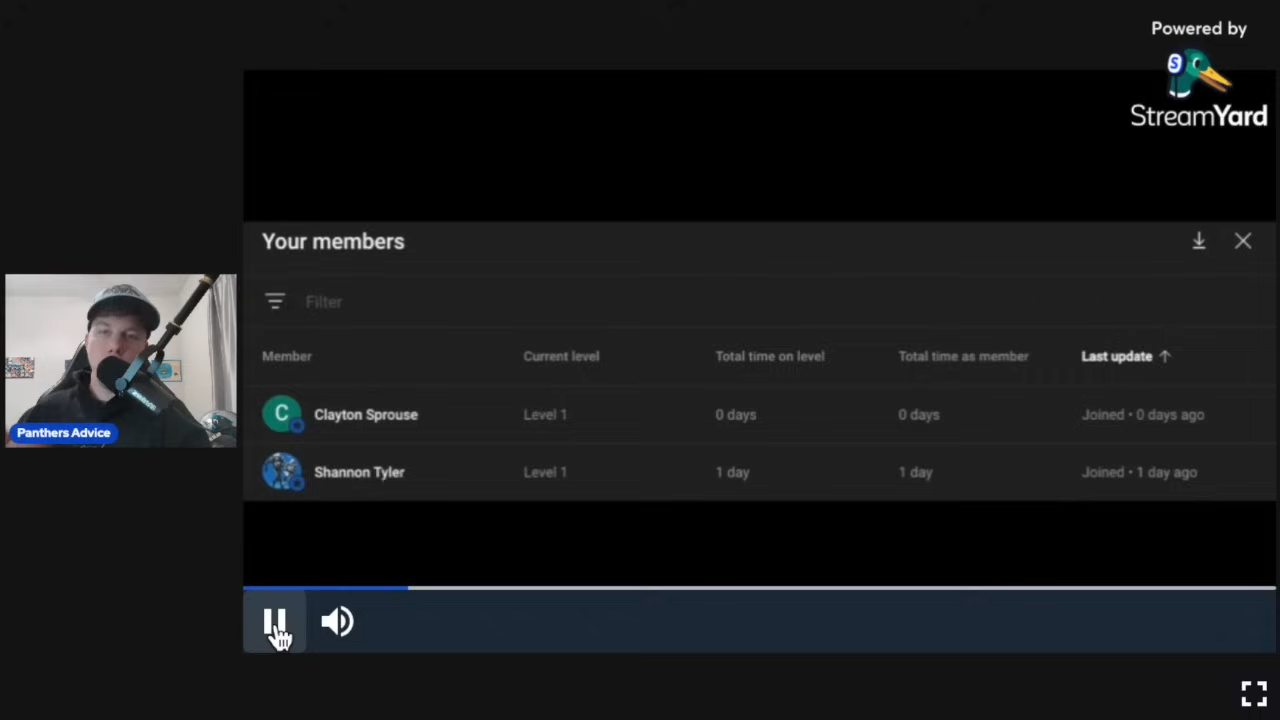 Powered by
S
StreamYard
Your members
Filter
Member Current level Total time on level Total time as member Last update
C Clayton Sprouse Level 1 0 days 0 days Joined • 0 days ago
Shannon Tyler Level 1 1 day 1 day Joined • 1 day ago
Panthers Advice